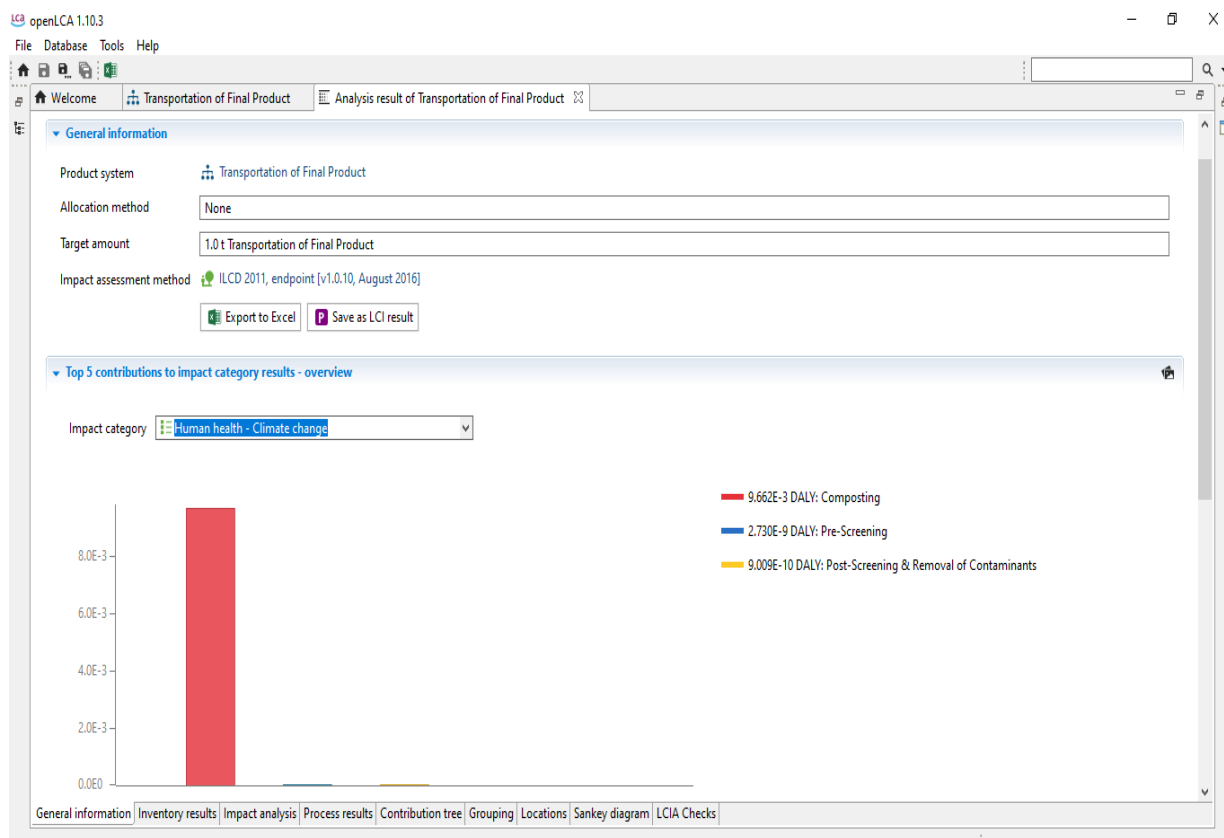 LCA openLCA 1.10.3
File Database Tools Help
Welcome Transportation of Final Product Analysis result of Transportation of Final Product
General information
Product system Transportation of Final Product
Allocation method None
Target amount 1.0 t Transportation of Final Product
Impact assessment method ILCD 2011, endpoint [v1.0.10, August 2016]
Export to Excel P Save as LCI result
Top 5 contributions to impact category results - overview
Impact category Human health - Climate change
9.662E-3 DALY: Composting
2.730E-9 DALY: Pre-Screening
9.009E-10 DALY: Post-Screening & Removal of Contaminants
8.0E-3
6.0E-3
4.0E-3
2.0E-3
0.0E0
General information Inventory results Impact analysis Process results Contribution tree Grouping Locations Sankey diagram LCIA Checks